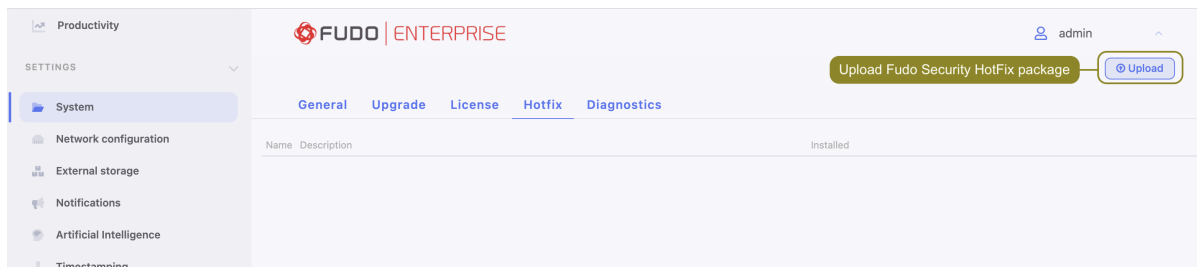 Productivity
FUDO ENTERPRISE
admin
SETTINGS
Upload Fudo Security HotFix package
Upload
System
General Upgrade License Hotfix Diagnostics
Network configuration
Name Description Installed
External storage
Notifications
Artificial Intelligence
Timestamping